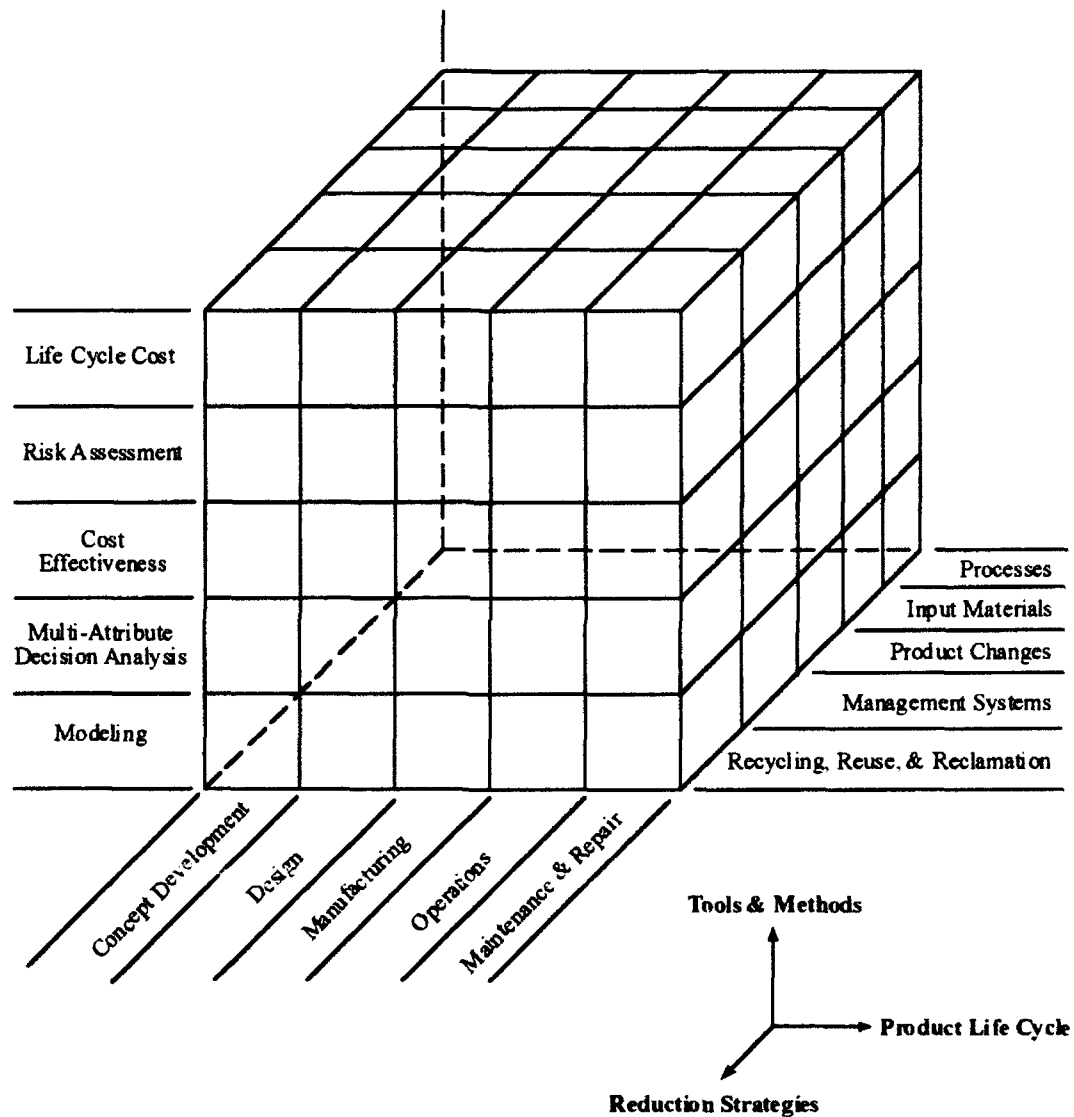 Life Cycle Cost
Risk Assessment
Cost
Effectiveness
Multi-Attribute
Decision Analysis
Modeling
Processes
Input Materials
Product Changes
Management Systems
Recycling, Reuse, & Reclamation
Concept Development
Design
Manufacturing
Operations
Maintenance & Repair
Tools & Methods
Product Life Cycle
Reduction Strategies